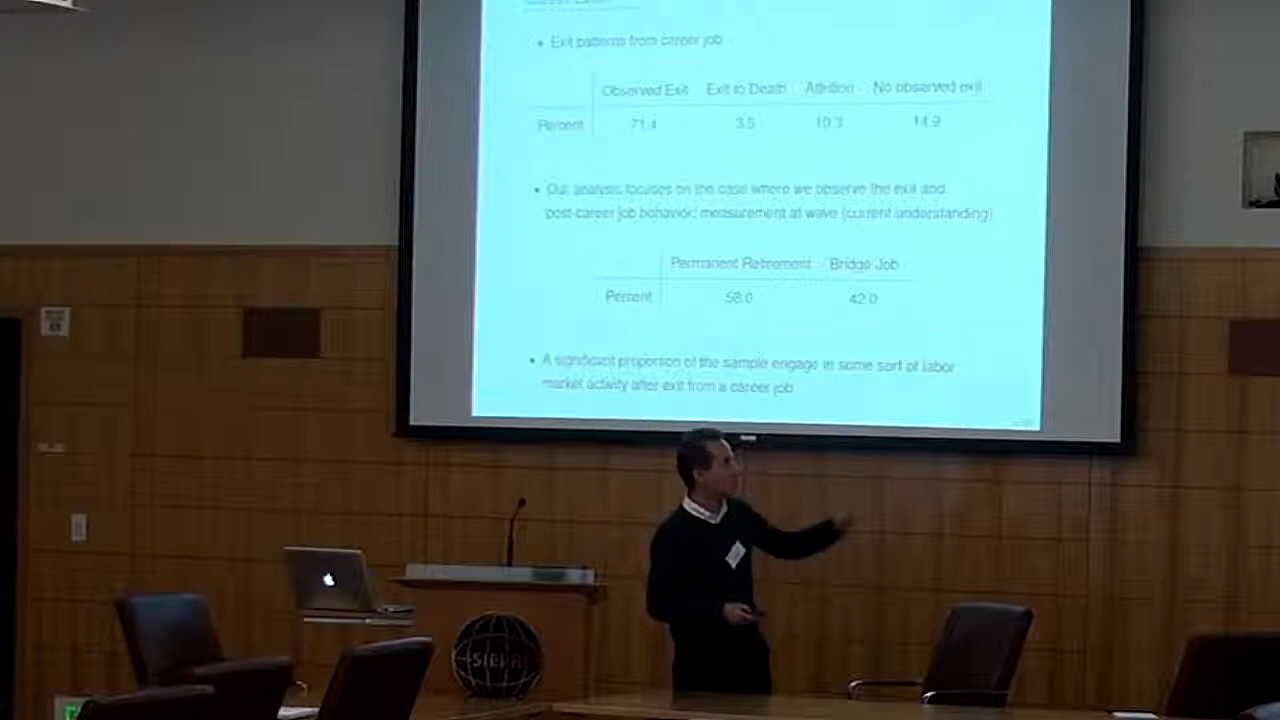 • Exit patterns from career job
Observed Exit Exit to Death Attrition No observed exit
Percent 71.4 3.5 10.3 14.9
• Our analysis focuses on the case where we observe the exit and
post-career job behavior; measurement at wave (current understanding)
Permanent Retirement Bridge Job
Percent 58.0 42.0
• A significant proportion of the sample engage in some sort of labor
market activity after exit from a career job
SIEPR